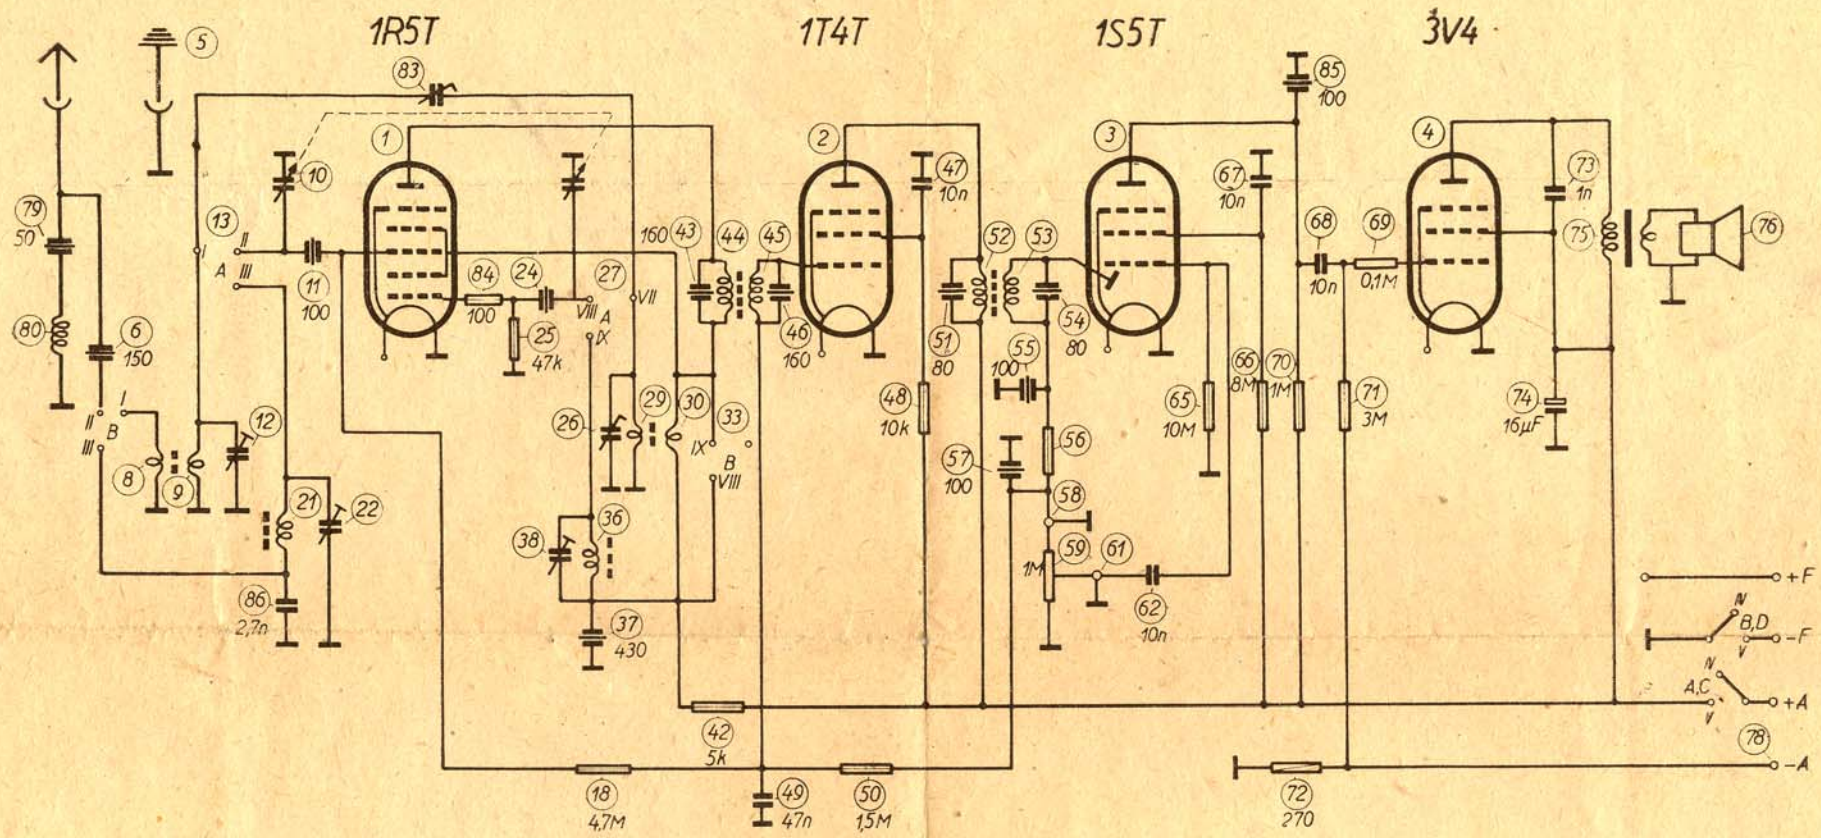 1R5T 1T4T 1S5T 3V4
5
83
85
100
1
2
3
4
10
47
10n
67
10n
73
1n
79
50
13
II
I
A
III
11
100
84
100
24
27
VIII
VII
A
IX
25
47k
160
43
44
45
46
160
52
53
51
80
54
80
55
100
68
10n
69
0,1M
75
76
80
6
150
I
II
B
III
8
9
12
21
22
86
2,7n
26
29
30
33
IX
B
VIII
38
36
37
430
48
10k
56
57
100
58
59
1M
61
62
10n
65
10M
66
8M
70
1M
71
3M
74
16µF
+F
IV
B,D
V
-F
IV
A,C
V
+A
78
-A
42
5k
18
4,7M
49
47n
50
1,5M
72
270